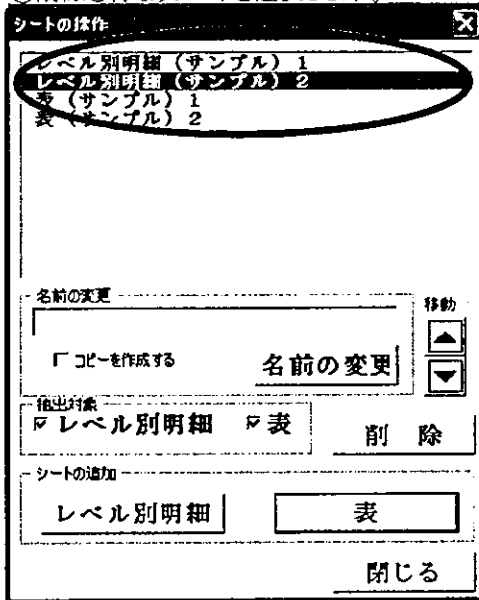 シートの操作
レベル別明細（サンプル）1
レベル別明細（サンプル）2
表（サンプル）1
表（サンプル）2
名前の変更
移動
コピーを作成する
名前の変更
抽出対象
レベル別明細 表
削 除
シートの追加
レベル別明細 表
閉じる